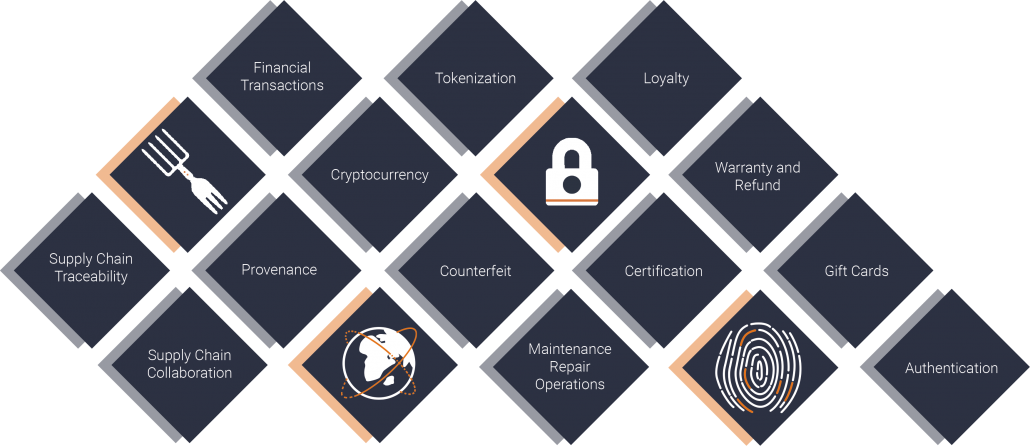 Financial
Transactions
Tokenization
Loyalty
Cryptocurrency
Warranty and
Refund
Supply Chain
Traceability
Provenance
Counterfeit
Certification
Gift Cards
Supply Chain
Collaboration
Maintenance
Repair
Operations
Authentication